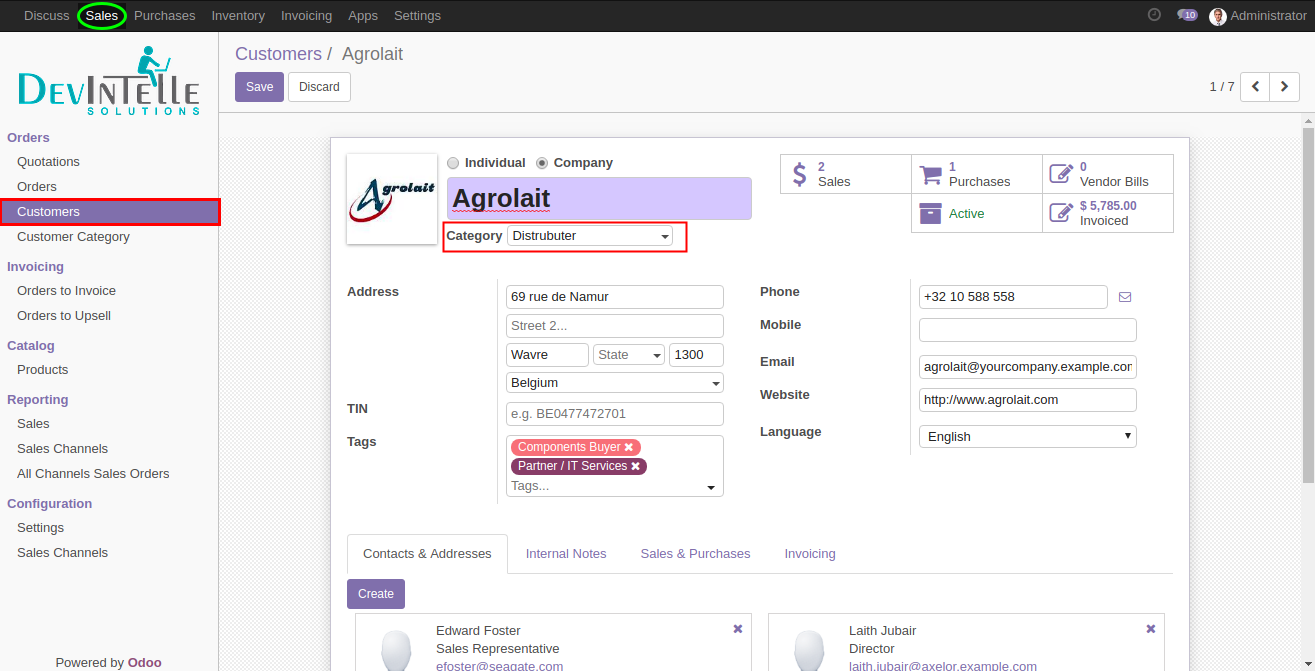 Discuss Sales Purchases Inventory Invoicing Apps Settings 10 Administrator
DEVINTELLE
SOLUTIONS
Orders
Quotations
Orders
Customers
Customer Category
Invoicing
Orders to Invoice
Orders to Upsell
Catalog
Products
Reporting
Sales
Sales Channels
All Channels Sales Orders
Configuration
Settings
Sales Channels
Powered by Odoo
Customers / Agrolait
Save Discard
1 / 7
Agrolait
Individual Company
Agrolait
Category Distrubuter
2
Sales
1
Purchases
0
Vendor Bills
Active
$ 5,785.00
Invoiced
Address
69 rue de Namur
Street 2...
Wavre State 1300
Belgium
TIN e.g. BE0477472701
Tags
Components Buyer
Partner / IT Services
Tags...
Phone +32 10 588 558
Mobile
Email agrolait@yourcompany.example.com
Website http://www.agrolait.com
Language English
Contacts & Addresses Internal Notes Sales & Purchases Invoicing
Create
Edward Foster
Sales Representative
efoster@seagate.com
Laith Jubair
Director
laith.jubair@axelor.example.com